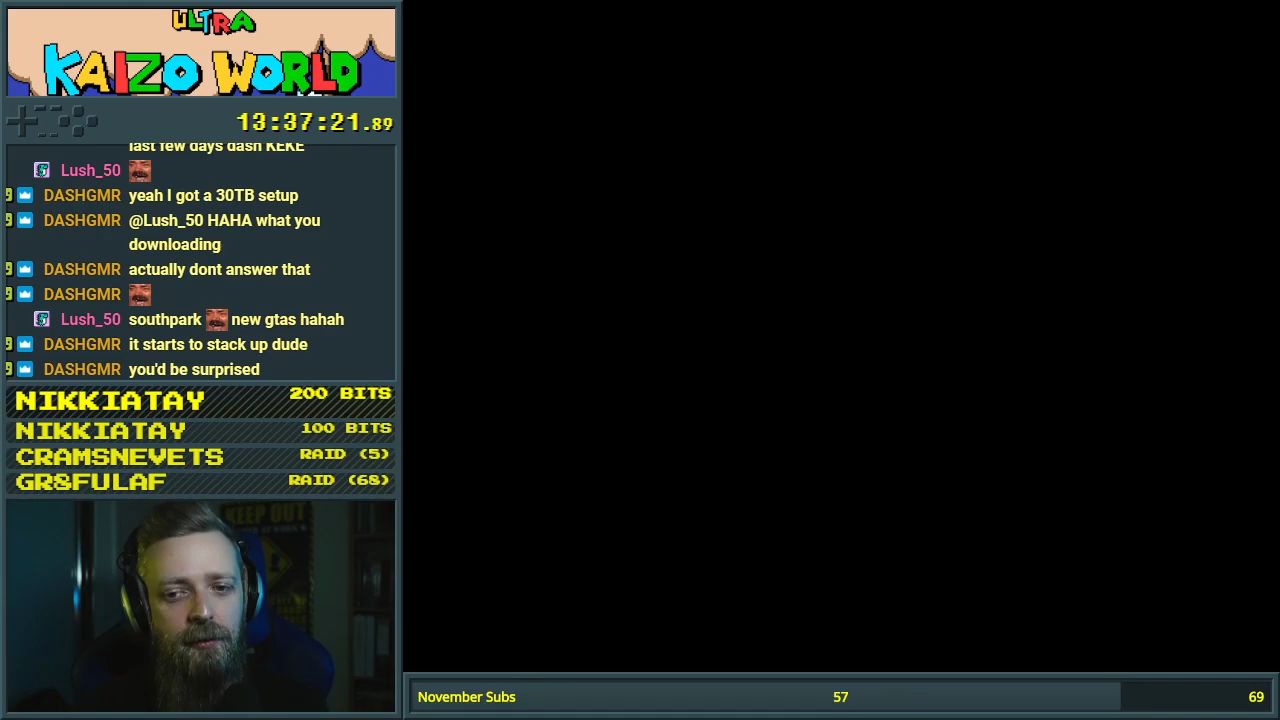 ULTRA
KAIZO WORLD
13:37:21.89
last few days dash KEKE
Lush_50
DASHGMR yeah I got a 30TB setup
DASHGMR @Lush_50 HAHA what you
downloading
DASHGMR actually dont answer that
DASHGMR
Lush_50 southpark new gtas hahah
DASHGMR it starts to stack up dude
DASHGMR you'd be surprised
NIKKIATAY 200 BITS
NIKKIATAY 100 BITS
CRAMSNEVETS RAID (5)
GR8FULAF RAID (68)
KEEP OUT
November Subs 57 69